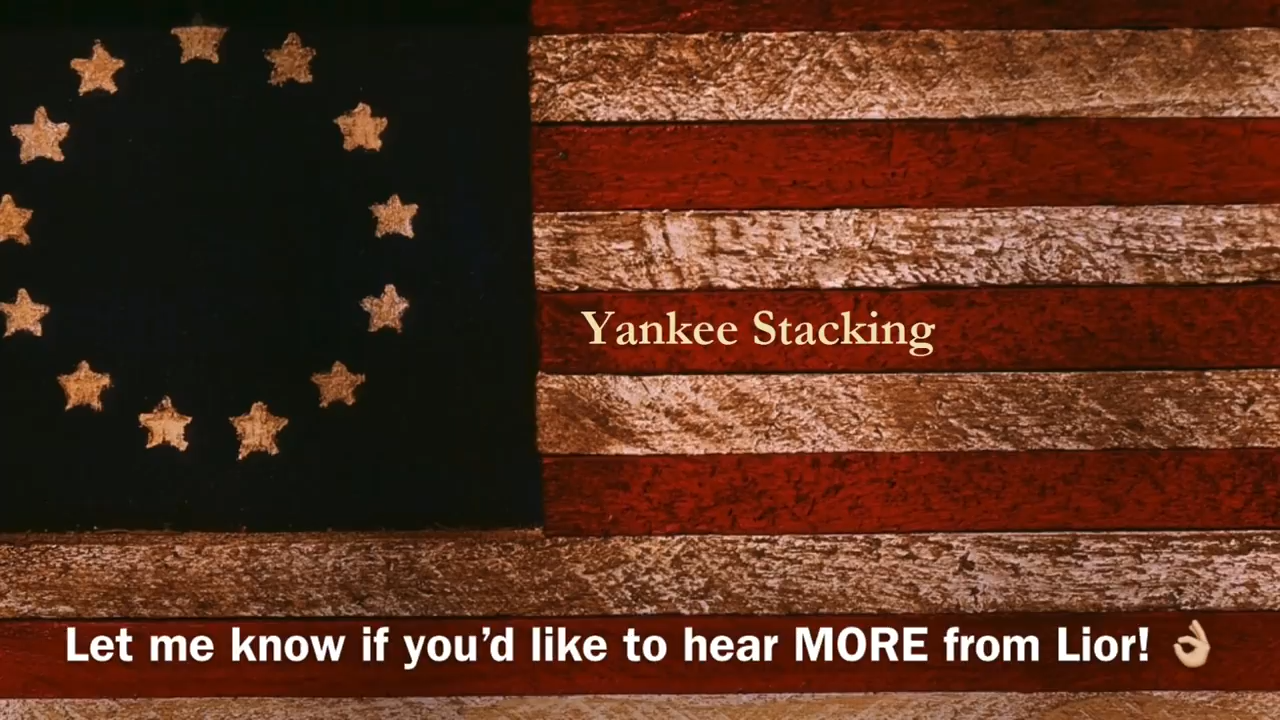 Yankee Stacking
Let me know if you’d like to hear MORE from Lior! 👌🏼